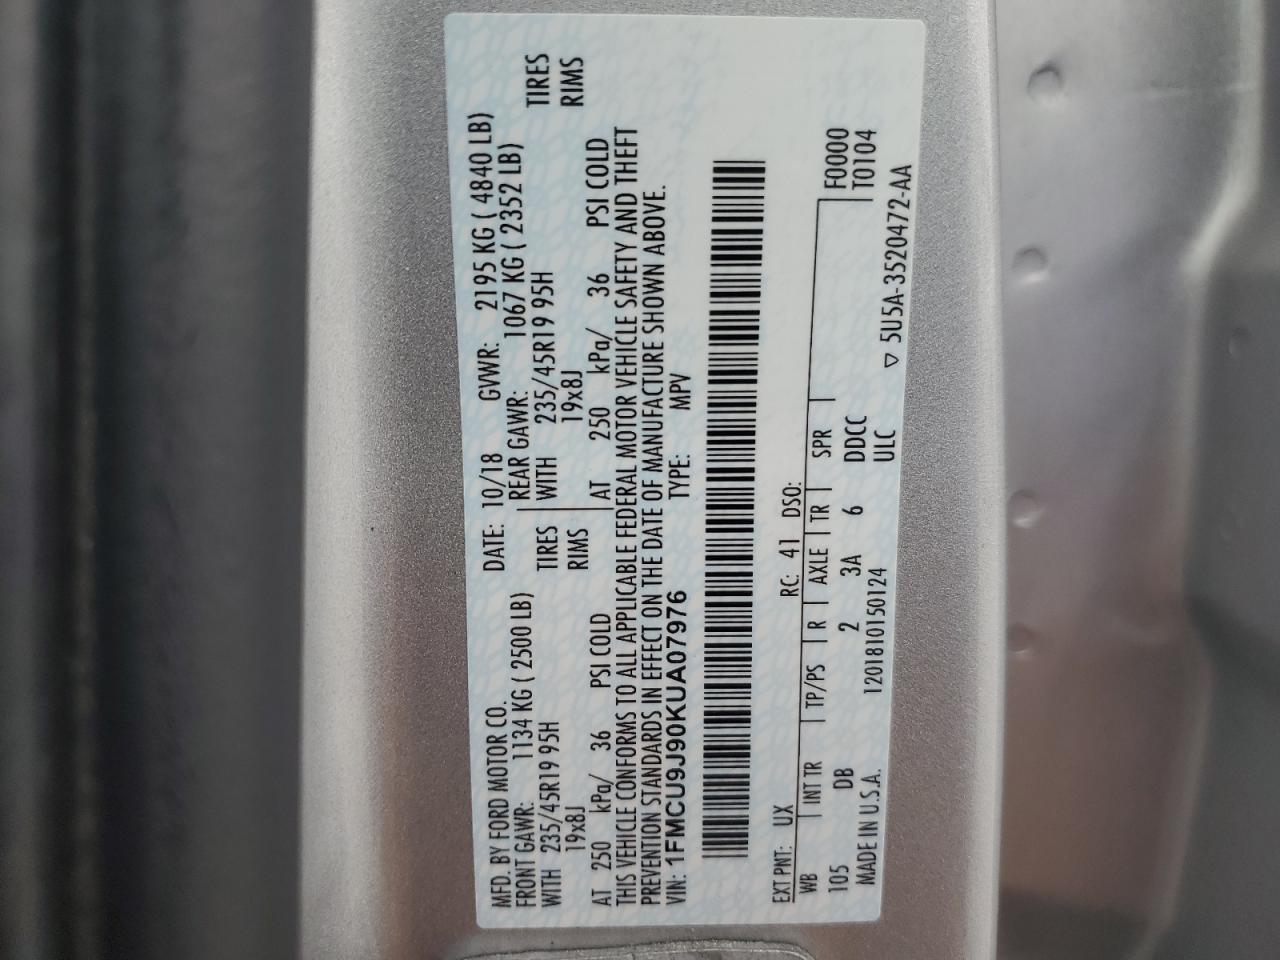 MFD. BY FORD MOTOR CO.
DATE: 10/18 GVWR: 2195 KG ( 4840 LB)
FRONT GAWR: 1134 KG ( 2500 LB) REAR GAWR: 1067 KG ( 2352 LB)
WITH 235/45R19 95H TIRES WITH 235/45R19 95H TIRES
19x8J RIMS 19x8J RIMS
AT 250 kPa/ 36 PSI COLD AT 250 kPa/ 36 PSI COLD
THIS VEHICLE CONFORMS TO ALL APPLICABLE FEDERAL MOTOR VEHICLE SAFETY AND THEFT
PREVENTION STANDARDS IN EFFECT ON THE DATE OF MANUFACTURE SHOWN ABOVE.
VIN: 1FMCU9J90KUA07976 TYPE: MPV
EXT PNT: UX RC: 41 DSO:
WB INT TR TP/PS R AXLE TR SPR F0000
105 DB 2 3A 6 DDCC T0104
MADE IN U.S.A. 120181015O124 ULC
▽ 5U5A-3520472-AA